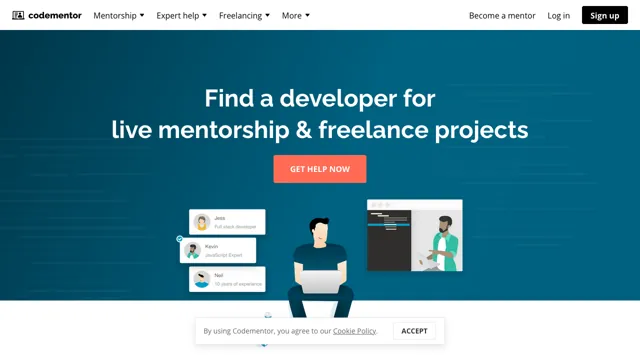 codementor Mentorship Expert help Freelancing More Become a mentor Log in Sign up
Find a developer for
live mentorship & freelance projects
GET HELP NOW
Jess
Full stack developer
Kevin
JavaScript Expert
Neil
10 years of experience
By using Codementor, you agree to our Cookie Policy. ACCEPT